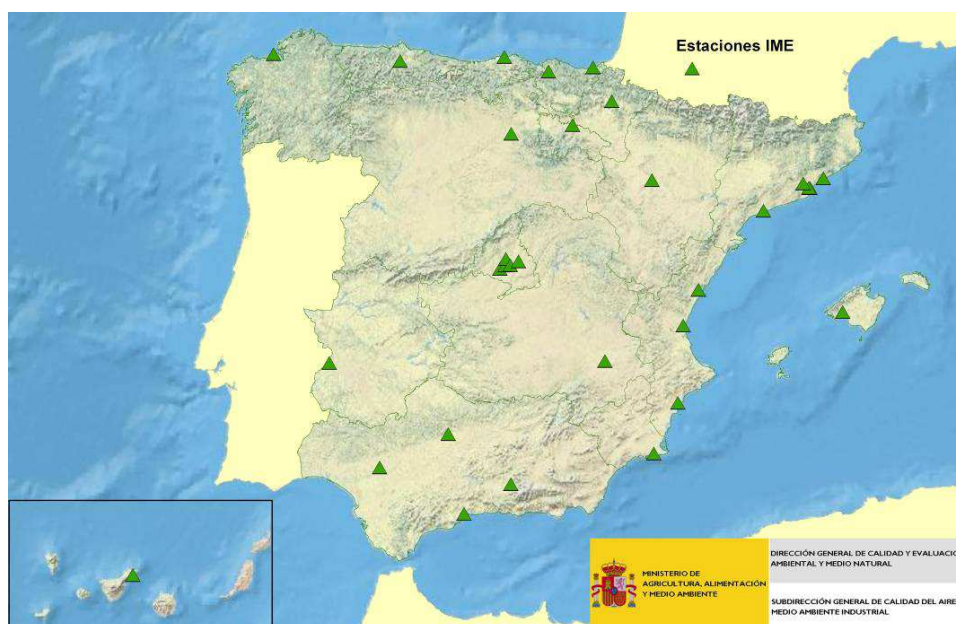 Estaciones IME
MINISTERIO DE
AGRICULTURA, ALIMENTACIÓN
Y MEDIO AMBIENTE
DIRECCIÓN GENERAL DE CALIDAD Y EVALUACIÓ
AMBIENTAL Y MEDIO NATURAL
SUBDIRECCIÓN GENERAL DE CALIDAD DEL AIRE
MEDIO AMBIENTE INDUSTRIAL